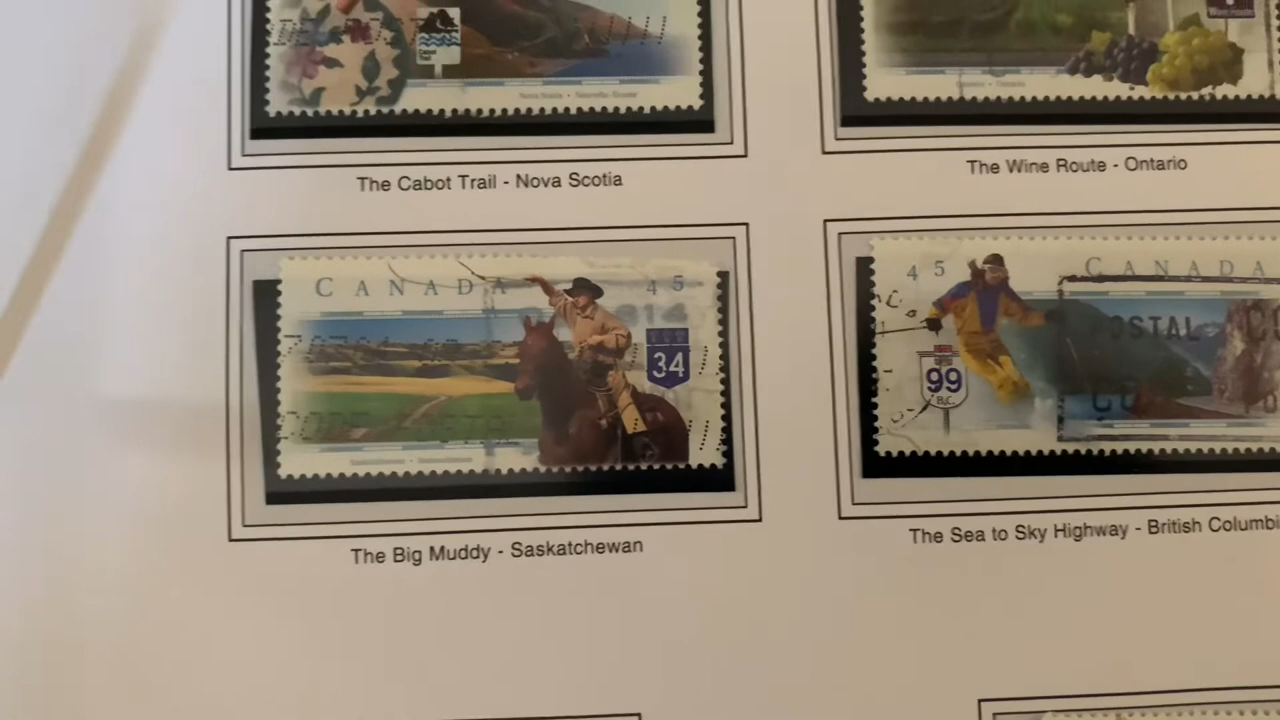 The Cabot Trail - Nova Scotia
The Wine Route - Ontario
CANADA 45
34
The Big Muddy - Saskatchewan
45 CANADA
POSTAL
99
B.C.
The Sea to Sky Highway - British Columbi